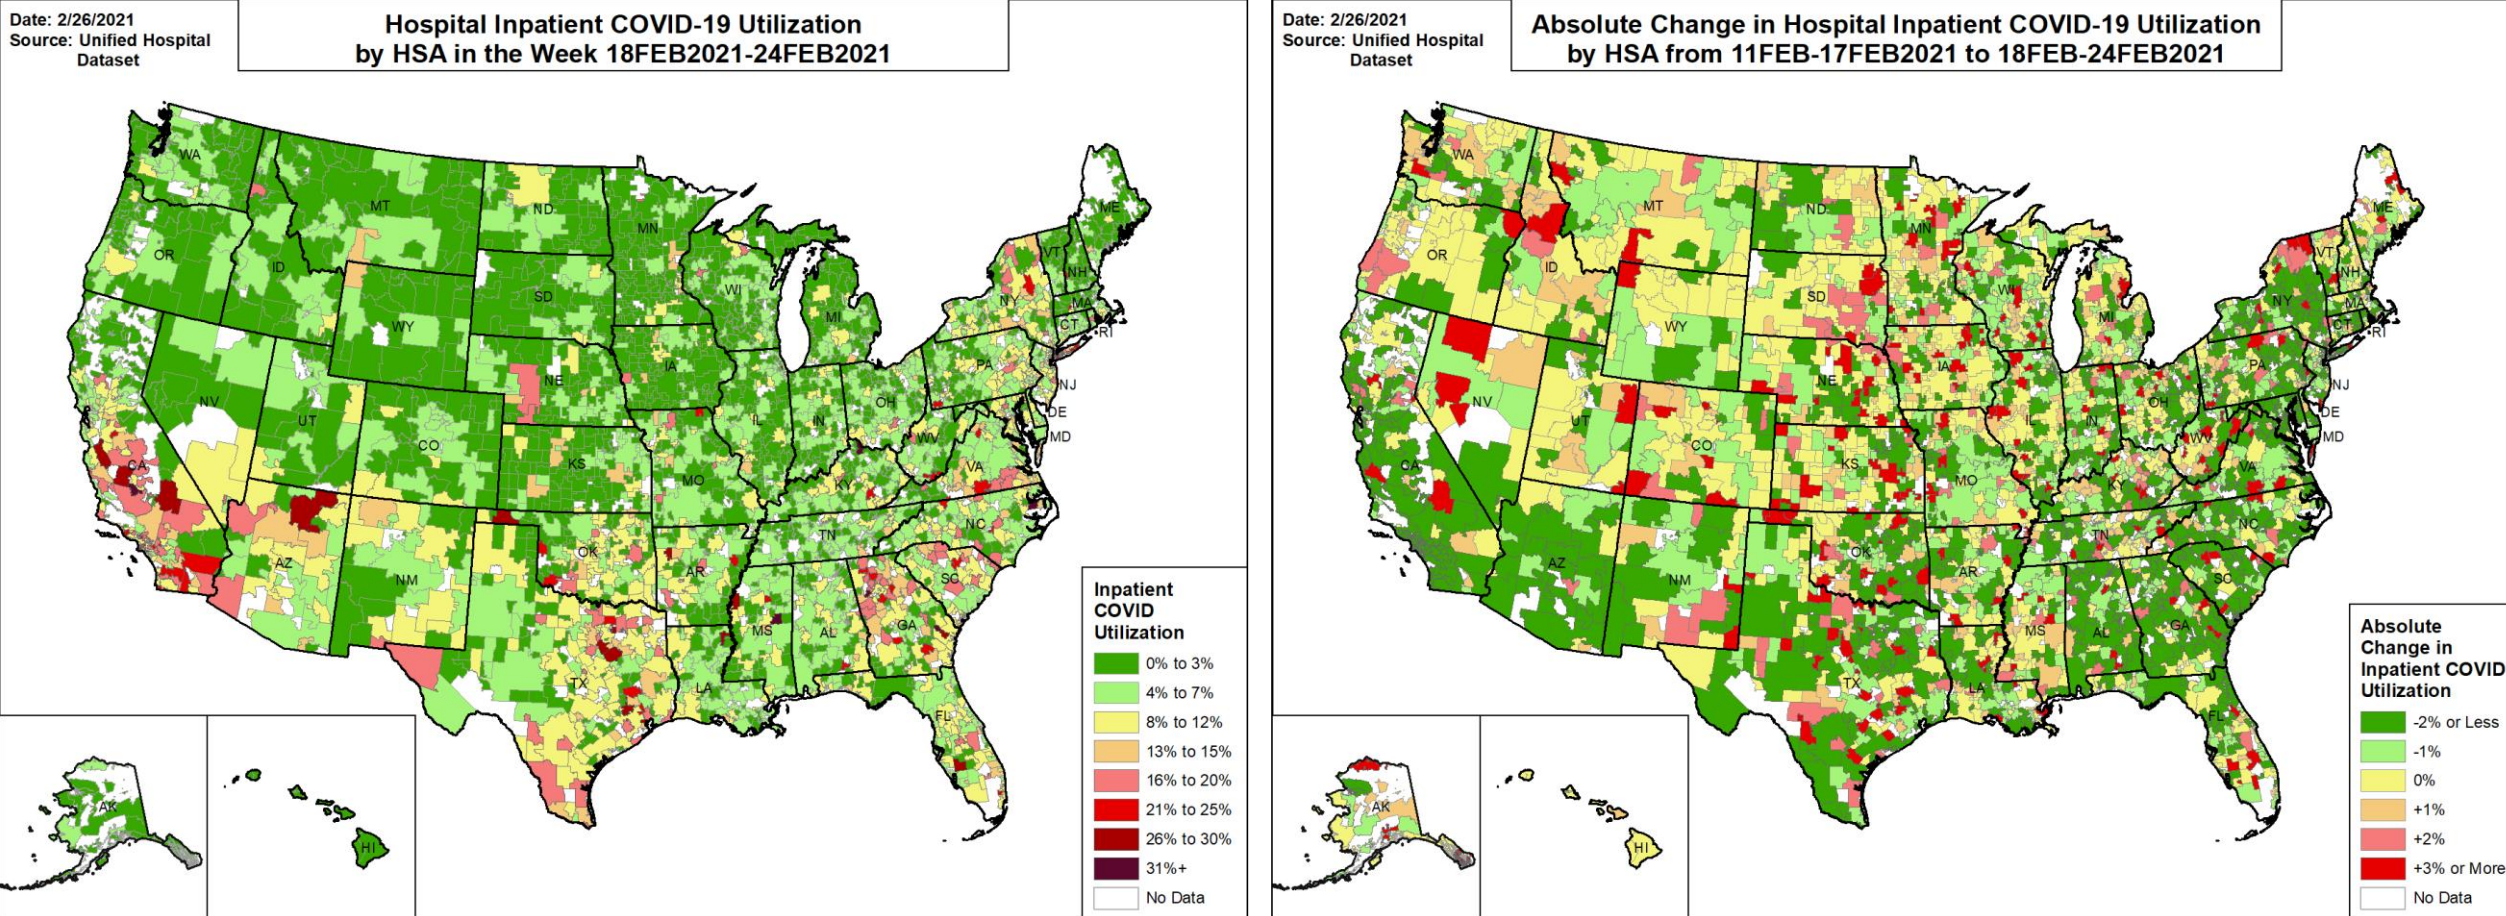 Date: 2/26/2021
Source: Unified Hospital
Dataset
Hospital Inpatient COVID-19 Utilization
by HSA in the Week 18FEB2021-24FEB2021
WA
MT
ND
MN
OR
ID
SD
WI
WY
MI
NE
IA
NV
UT
CO
IL
IN
OH
PA
NY
VT
NH
ME
MA
CT
RI
NJ
DE
MD
WV
VA
CA
KS
MO
KY
NC
TN
AZ
NM
OK
AR
SC
MS
AL
GA
TX
LA
FL
AK
HI
Inpatient
COVID
Utilization
0% to 3%
4% to 7%
8% to 12%
13% to 15%
16% to 20%
21% to 25%
26% to 30%
31%+
No Data
Date: 2/26/2021
Source: Unified Hospital
Dataset
Absolute Change in Hospital Inpatient COVID-19 Utilization
by HSA from 11FEB-17FEB2021 to 18FEB-24FEB2021
WA
MT
ND
MN
OR
ID
SD
WI
WY
MI
NE
IA
NV
UT
CO
IL
IN
OH
PA
NY
VT
NH
ME
MA
CT
RI
NJ
DE
MD
WV
VA
CA
KS
MO
KY
NC
TN
AZ
NM
OK
AR
SC
MS
AL
GA
TX
LA
FL
AK
HI
Absolute
Change in
Inpatient COVID
Utilization
-2% or Less
-1%
0%
+1%
+2%
+3% or More
No Data